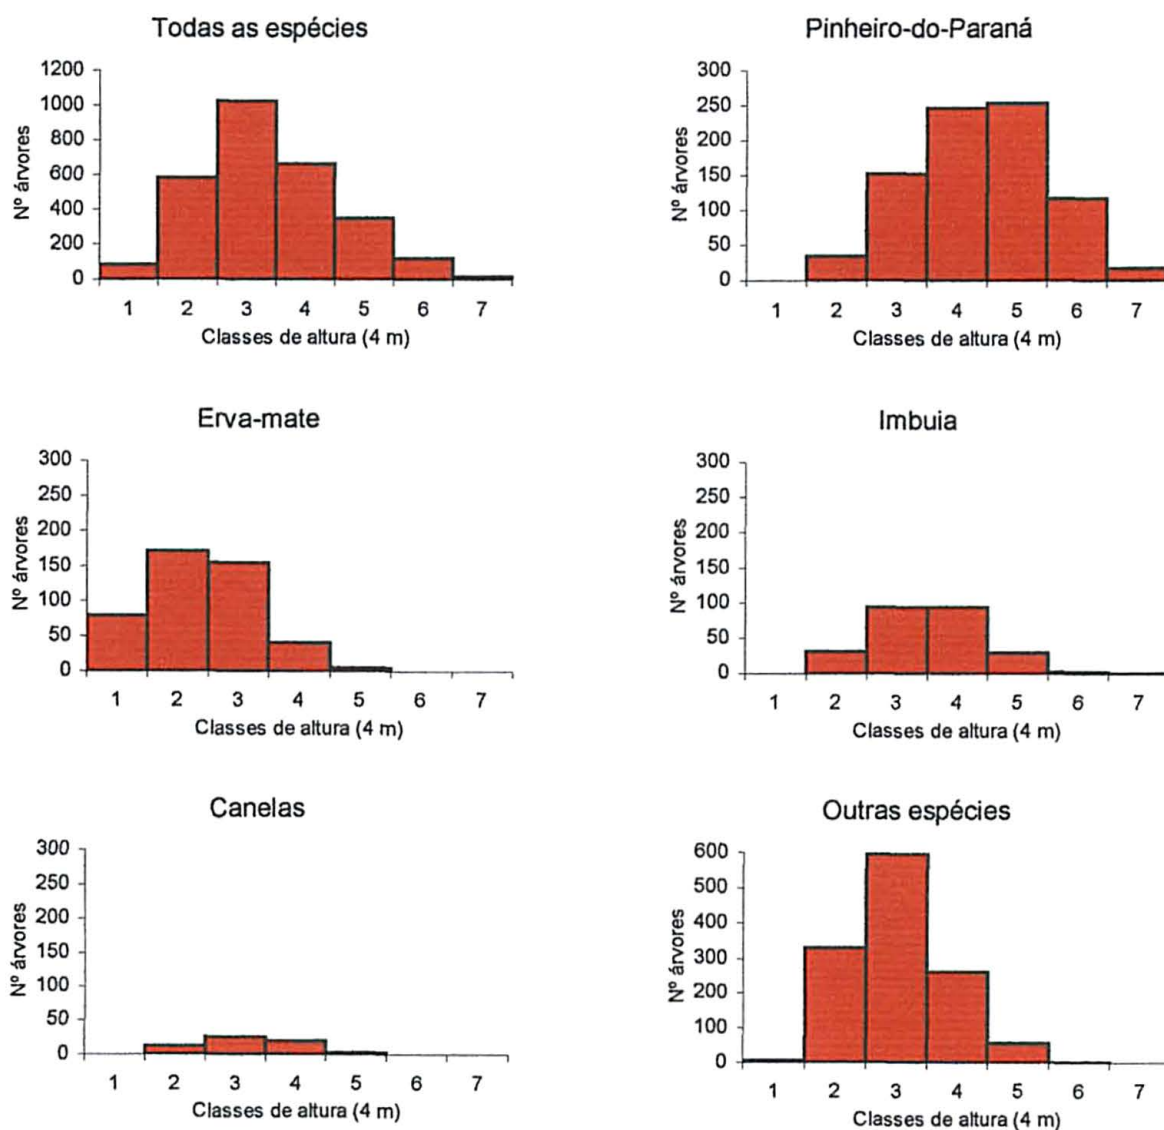 Todas as espécies
1200
1000
800
600
400
200
0
Nº árvores
1 2 3 4 5 6 7
Classes de altura (4 m)
Pinheiro-do-Paraná
300
250
200
150
100
50
0
Nº árvores
1 2 3 4 5 6 7
Classes de altura (4 m)
Erva-mate
300
250
200
150
100
50
0
Nº árvores
1 2 3 4 5 6 7
Classes de altura (4 m)
Imbuia
300
250
200
150
100
50
0
Nº árvores
1 2 3 4 5 6 7
Classes de altura (4 m)
Canelas
300
250
200
150
100
50
0
Nº árvores
1 2 3 4 5 6 7
Classes de altura (4 m)
Outras espécies
600
500
400
300
200
100
0
Nº árvores
1 2 3 4 5 6 7
Classes de altura (4 m)